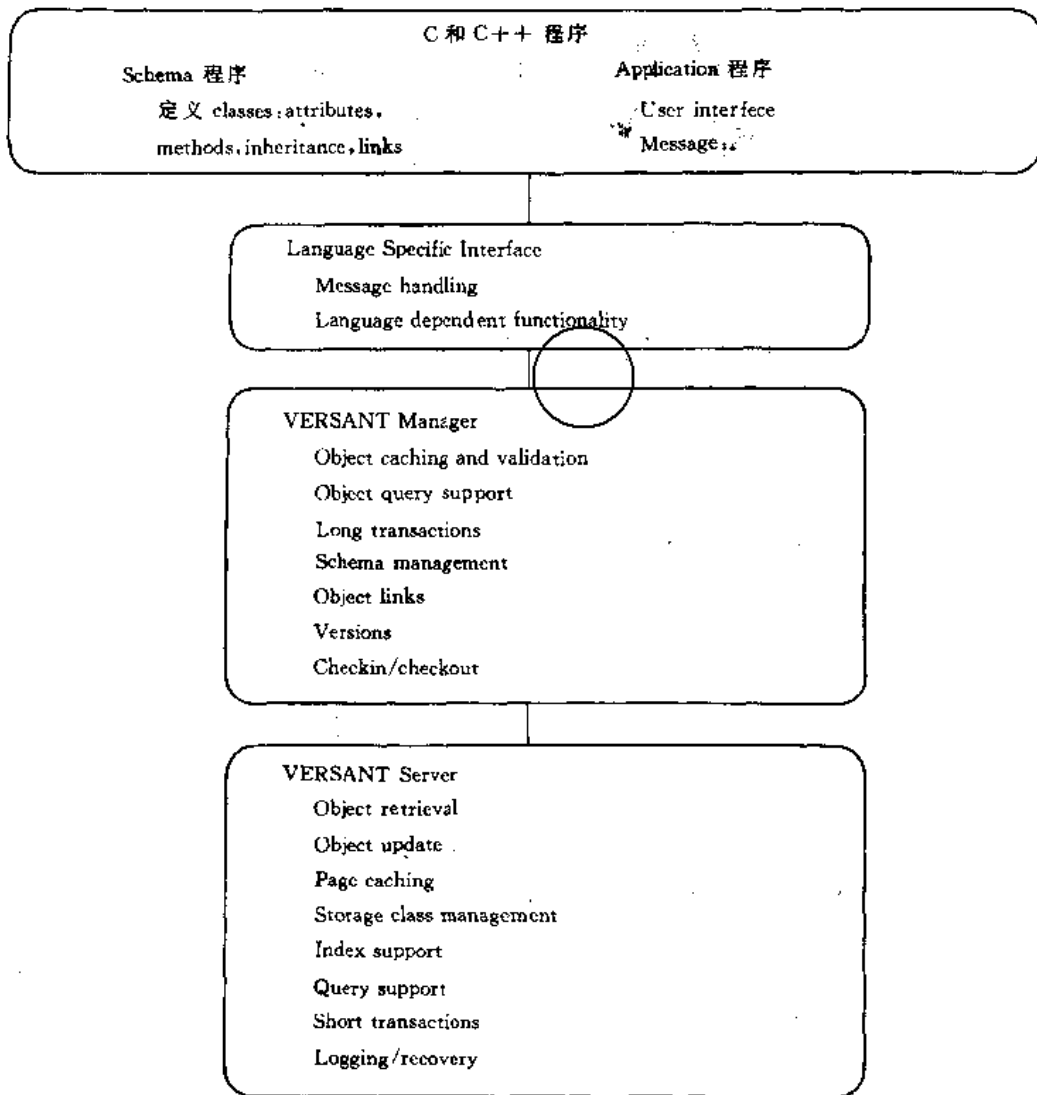 C 和 C++ 程序
Schema 程序
定义 classes:attributes,
methods,inheritance,links
Application 程序
User interfece
Message
Language Specific Interface
Message handling
Language dependent functionality
VERSANT Manager
Object caching and validation
Object query support
Long transactions
Schema management
Object links
Versions
Checkin/checkout
VERSANT Server
Object retrieval
Object update
Page caching
Storage class management
Index support
Query support
Short transactions
Logging/recovery